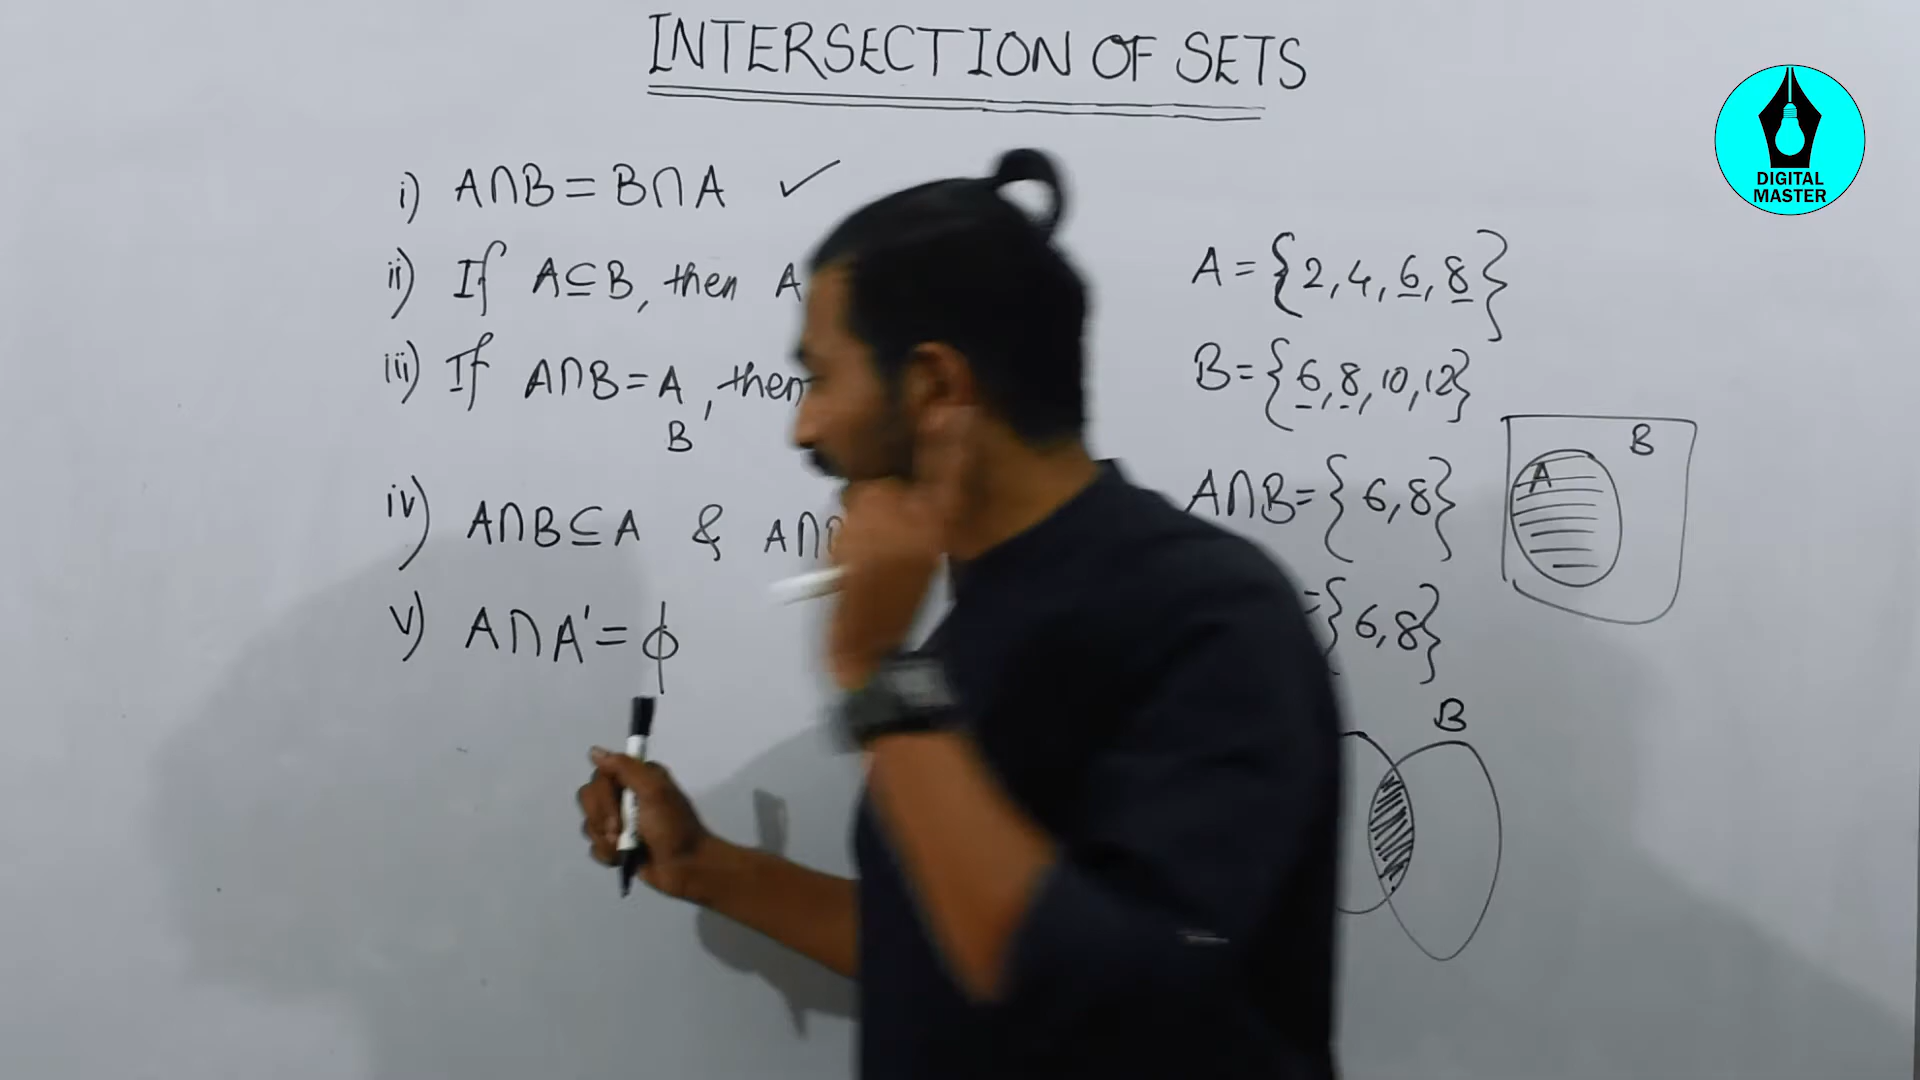 INTERSECTION OF SETS
DIGITAL
MASTER
i) A∩B = B∩A ✓
ii) If A⊆B, then A
iii) If A∩B = A, then
B
iv) A∩B⊆A & A∩
v) A∩A' = ϕ
A = {2, 4, 6, 8}
B = {6, 8, 10, 12}
A∩B = {6, 8}
= {6, 8}
B
A
B